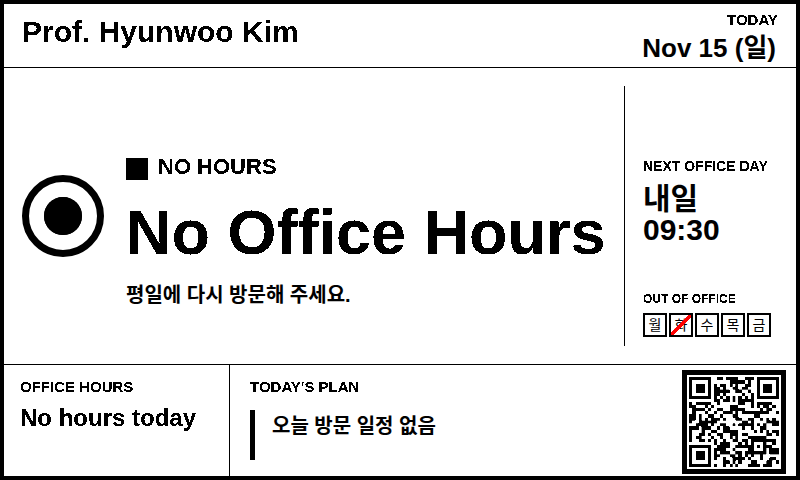 Prof. Hyunwoo Kim
TODAY
Nov 15 (일)
NO HOURS
No Office Hours
평일에 다시 방문해 주세요.
NEXT OFFICE DAY
내일
09:30
OUT OF OFFICE
월 화 수 목 금
OFFICE HOURS
No hours today
TODAY'S PLAN
오늘 방문 일정 없음